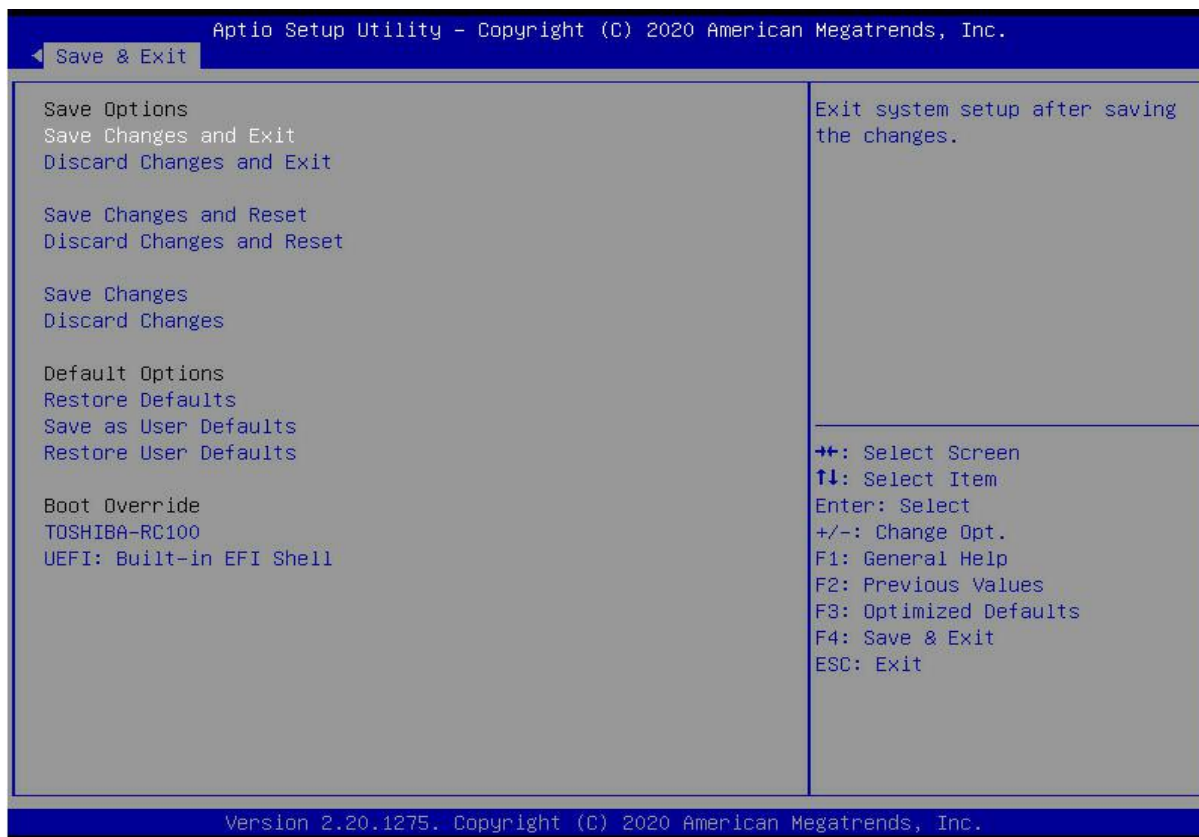 Aptio Setup Utility – Copyright (C) 2020 American Megatrends, Inc.
Save & Exit
Save Options
Save Changes and Exit
Discard Changes and Exit
Save Changes and Reset
Discard Changes and Reset
Save Changes
Discard Changes
Default Options
Restore Defaults
Save as User Defaults
Restore User Defaults
Boot Override
TOSHIBA-RC100
UEFI: Built-in EFI Shell
Exit system setup after saving
the changes.
→←: Select Screen
↑↓: Select Item
Enter: Select
+/-: Change Opt.
F1: General Help
F2: Previous Values
F3: Optimized Defaults
F4: Save & Exit
ESC: Exit
Version 2.20.1275. Copyright (C) 2020 American Megatrends, Inc.